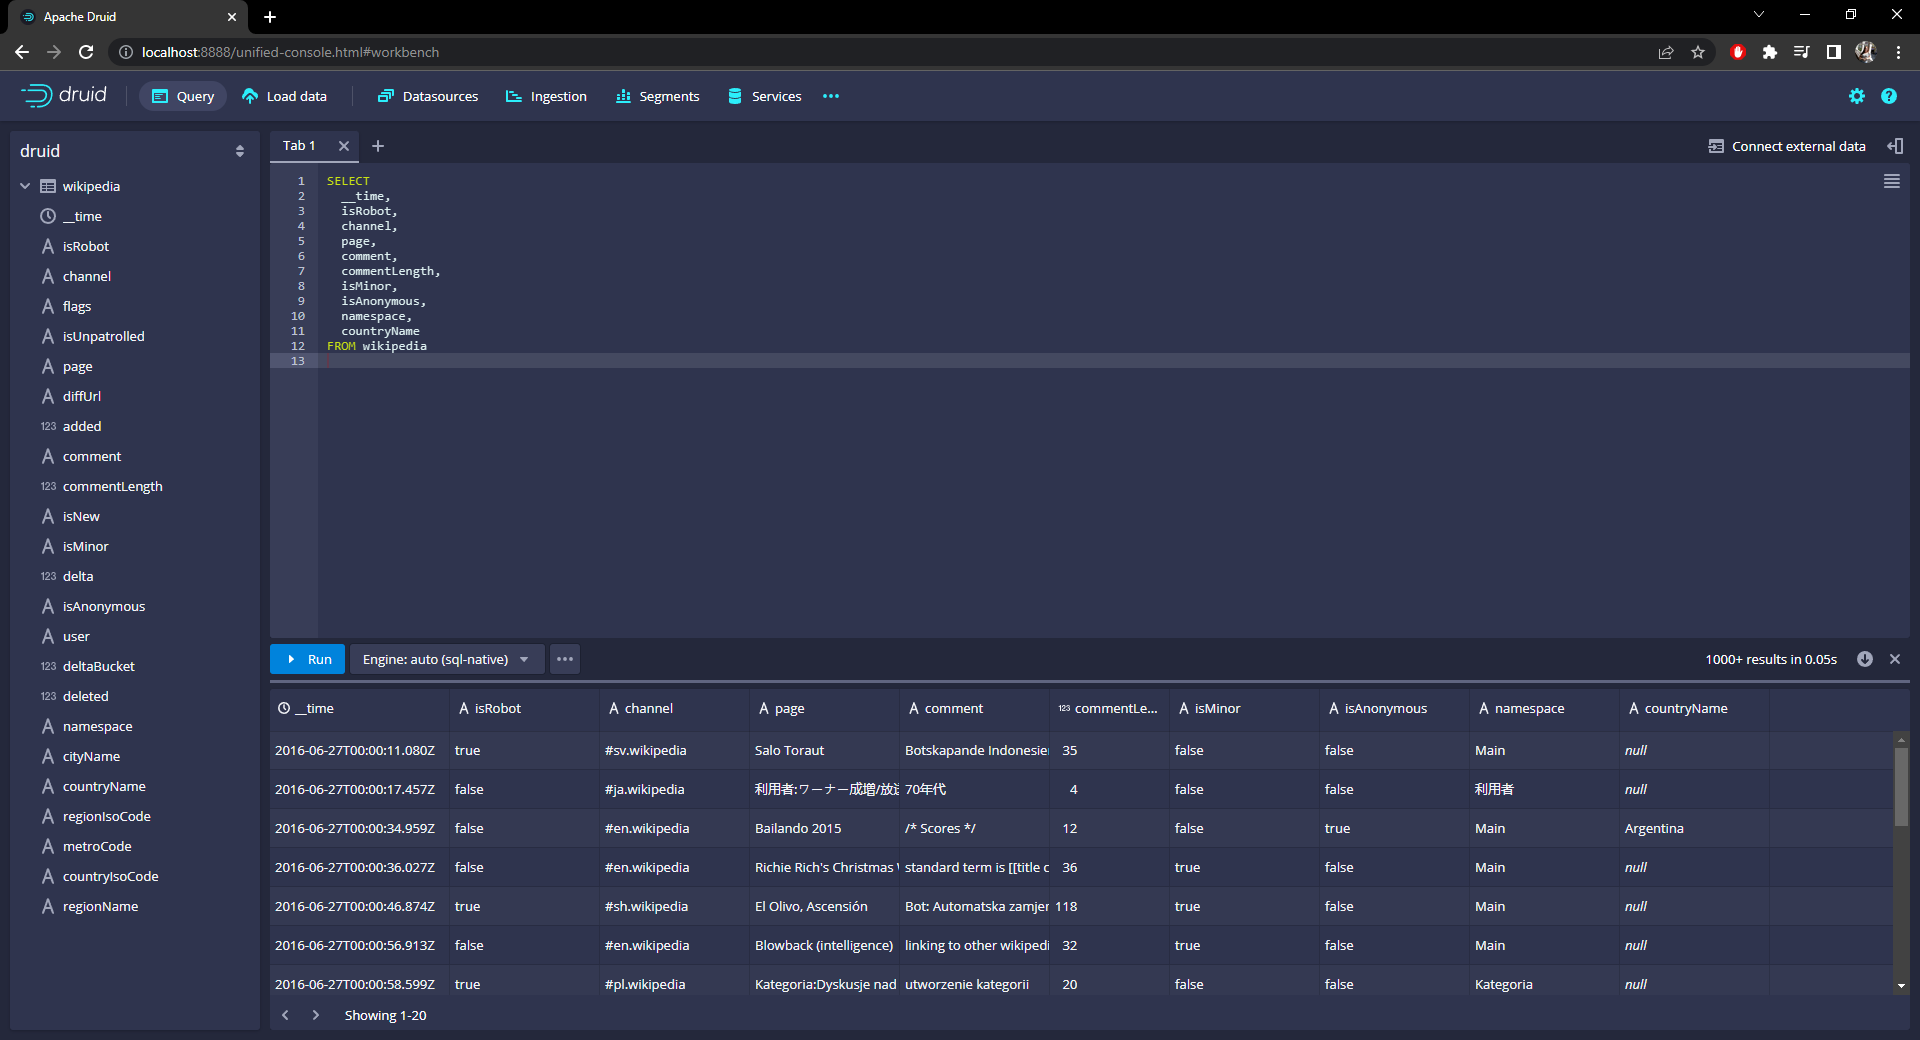 Apache Druid
localhost:8888/unified-console.html#workbench
druid Query Load data Datasources Ingestion Segments Services
druid
wikipedia
__time
isRobot
channel
flags
isUnpatrolled
page
diffUrl
123 added
comment
123 commentLength
isNew
isMinor
123 delta
isAnonymous
user
123 deltaBucket
123 deleted
namespace
cityName
countryName
regionIsoCode
metroCode
countryIsoCode
regionName
Tab 1
Connect external data
1 SELECT
2 __time,
3 isRobot,
4 channel,
5 page,
6 comment,
7 commentLength,
8 isMinor,
9 isAnonymous,
10 namespace,
11 countryName
12 FROM wikipedia
13
Run Engine: auto (sql-native) 1000+ results in 0.05s
__time isRobot channel page comment 123 commentLe... isMinor isAnonymous namespace countryName
2016-06-27T00:00:11.080Z true #sv.wikipedia Salo Toraut Botskapande Indonesie 35 false false Main null
2016-06-27T00:00:17.457Z false #ja.wikipedia 利用者:ワーナー成増/放 70年代 4 false false 利用者 null
2016-06-27T00:00:34.959Z false #en.wikipedia Bailando 2015 /* Scores */ 12 false true Main Argentina
2016-06-27T00:00:36.027Z false #en.wikipedia Richie Rich's Christmas standard term is [[title c 36 true false Main null
2016-06-27T00:00:46.874Z true #sh.wikipedia El Olivo, Ascensión Bot: Automatska zamjer 118 true false Main null
2016-06-27T00:00:56.913Z false #en.wikipedia Blowback (intelligence) linking to other wikipedi 32 true false Main null
2016-06-27T00:00:58.599Z true #pl.wikipedia Kategoria:Dyskusje nad utworzenie kategorii 20 false false Kategoria null
Showing 1-20